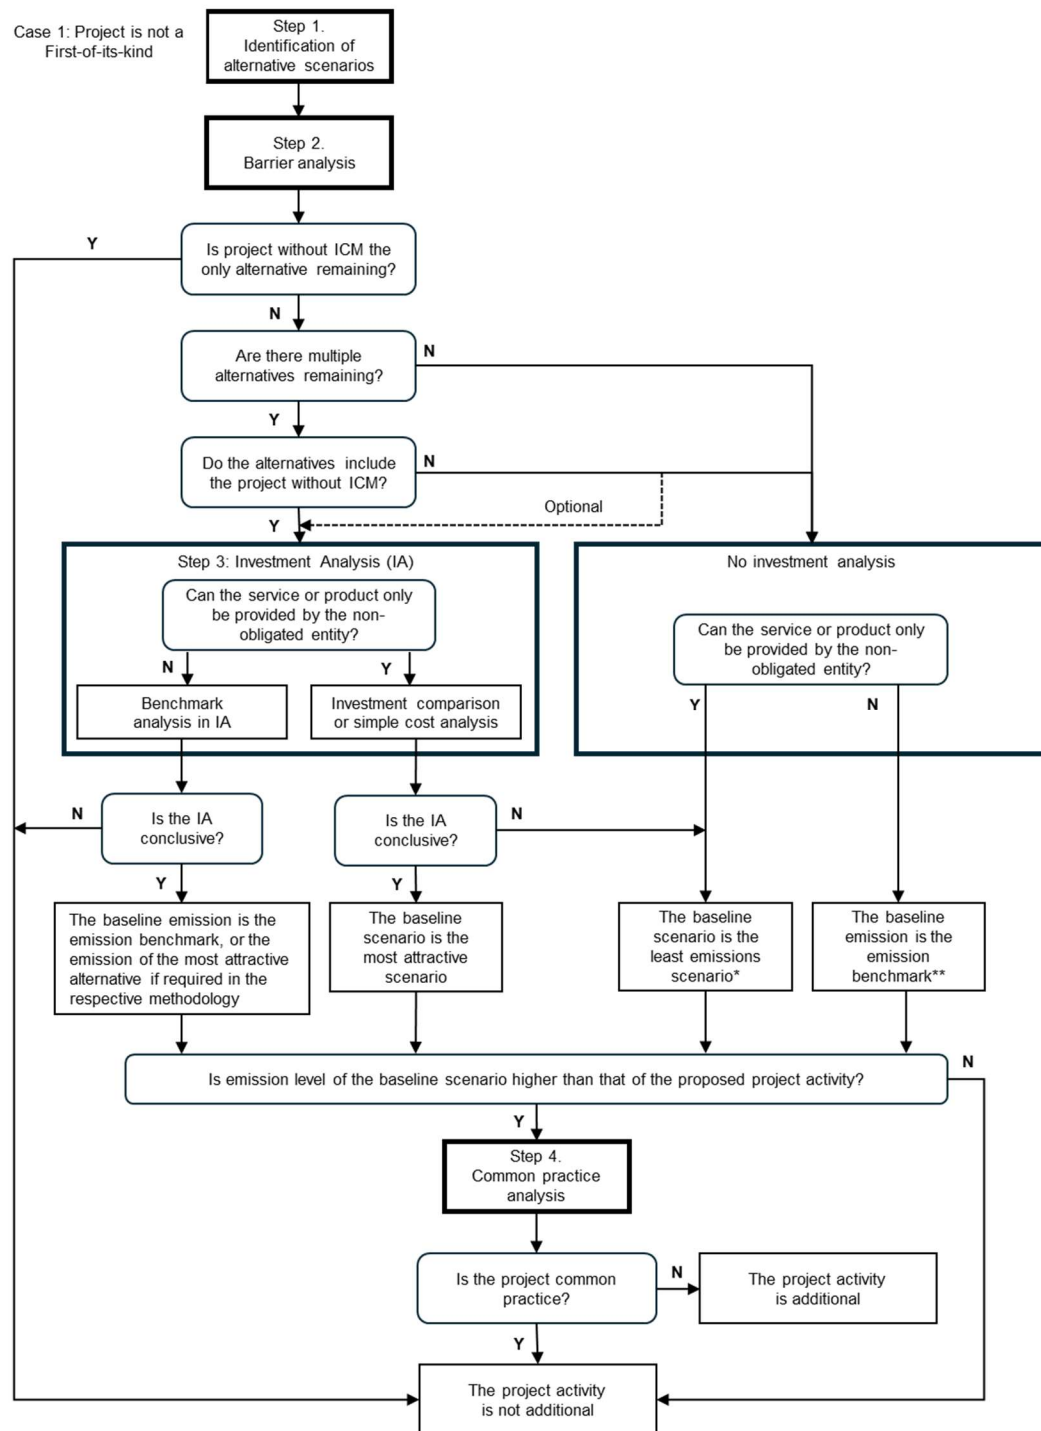 Case 1: Project is not a
First-of-its-kind
Step 1.
Identification of
alternative scenarios
Step 2.
Barrier analysis
Y
Is project without ICM the
only alternative remaining?
N
Are there multiple
alternatives remaining?
N
Y
Do the alternatives include
the project without ICM?
N
Optional
Y
Step 3: Investment Analysis (IA)
Can the service or product only
be provided by the non-
obligated entity?
N
Y
Benchmark
analysis in IA
Investment comparison
or simple cost analysis
No investment analysis
Can the service or product only
be provided by the non-
obligated entity?
Y
N
N
Is the IA
conclusive?
Y
Is the IA
conclusive?
N
Y
The baseline emission is the
emission benchmark, or the
emission of the most attractive
alternative if required in the
respective methodology
The baseline
scenario is the
most attractive
scenario
The baseline
scenario is the
least emissions
scenario*
The baseline
emission is the
emission
benchmark**
Is emission level of the baseline scenario higher than that of the proposed project activity?
N
Y
Step 4.
Common practice
analysis
Is the project common
practice?
N
The project activity
is additional
Y
The project activity
is not additional